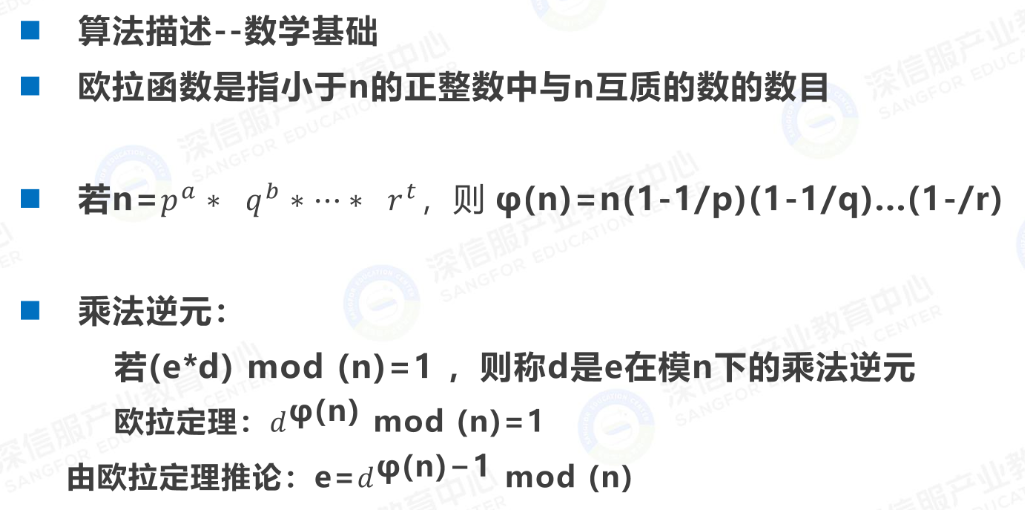 算法描述--数学基础
欧拉函数是指小于n的正整数中与n互质的数的数目
若n=pᵃ * qᵇ * ⋯ * rᵗ，则 φ(n)=n(1-1/p)(1-1/q)…(1-/r)
乘法逆元：
若(e*d) mod (n)=1 ，则称d是e在模n下的乘法逆元
欧拉定理：d^φ(n) mod (n)=1
由欧拉定理推论：e=d^φ(n)−1 mod (n)
深信服产业教育中心
SANGFOR EDUCATION CENTER